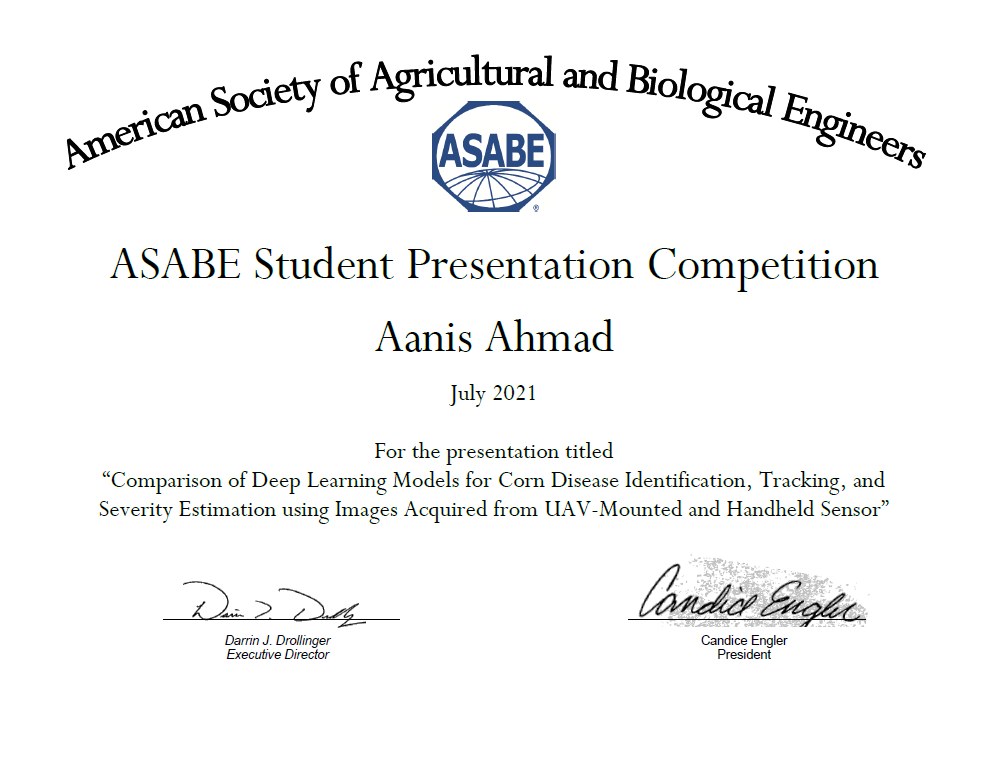 American Society of Agricultural and Biological Engineers
ASABE
®
ASABE Student Presentation Competition
Aanis Ahmad
July 2021
For the presentation titled
“Comparison of Deep Learning Models for Corn Disease Identification, Tracking, and
Severity Estimation using Images Acquired from UAV-Mounted and Handheld Sensor”
Candice Engler
Darrin J. Drollinger
Executive Director
Candice Engler
President